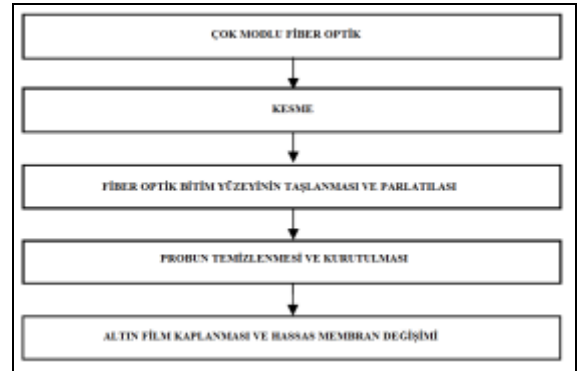 ÇOK MODLU FİBER OPTİK
KESME
FİBER OPTİK BİTİM YÜZEYİNİN TAŞLANMASI VE PARLATILASI
PROBUN TEMİZLENMESİ VE KURUTULMASI
ALTIN FİLM KAPLANMASI VE HASSAS MEMBRAN DEĞİŞİMİ